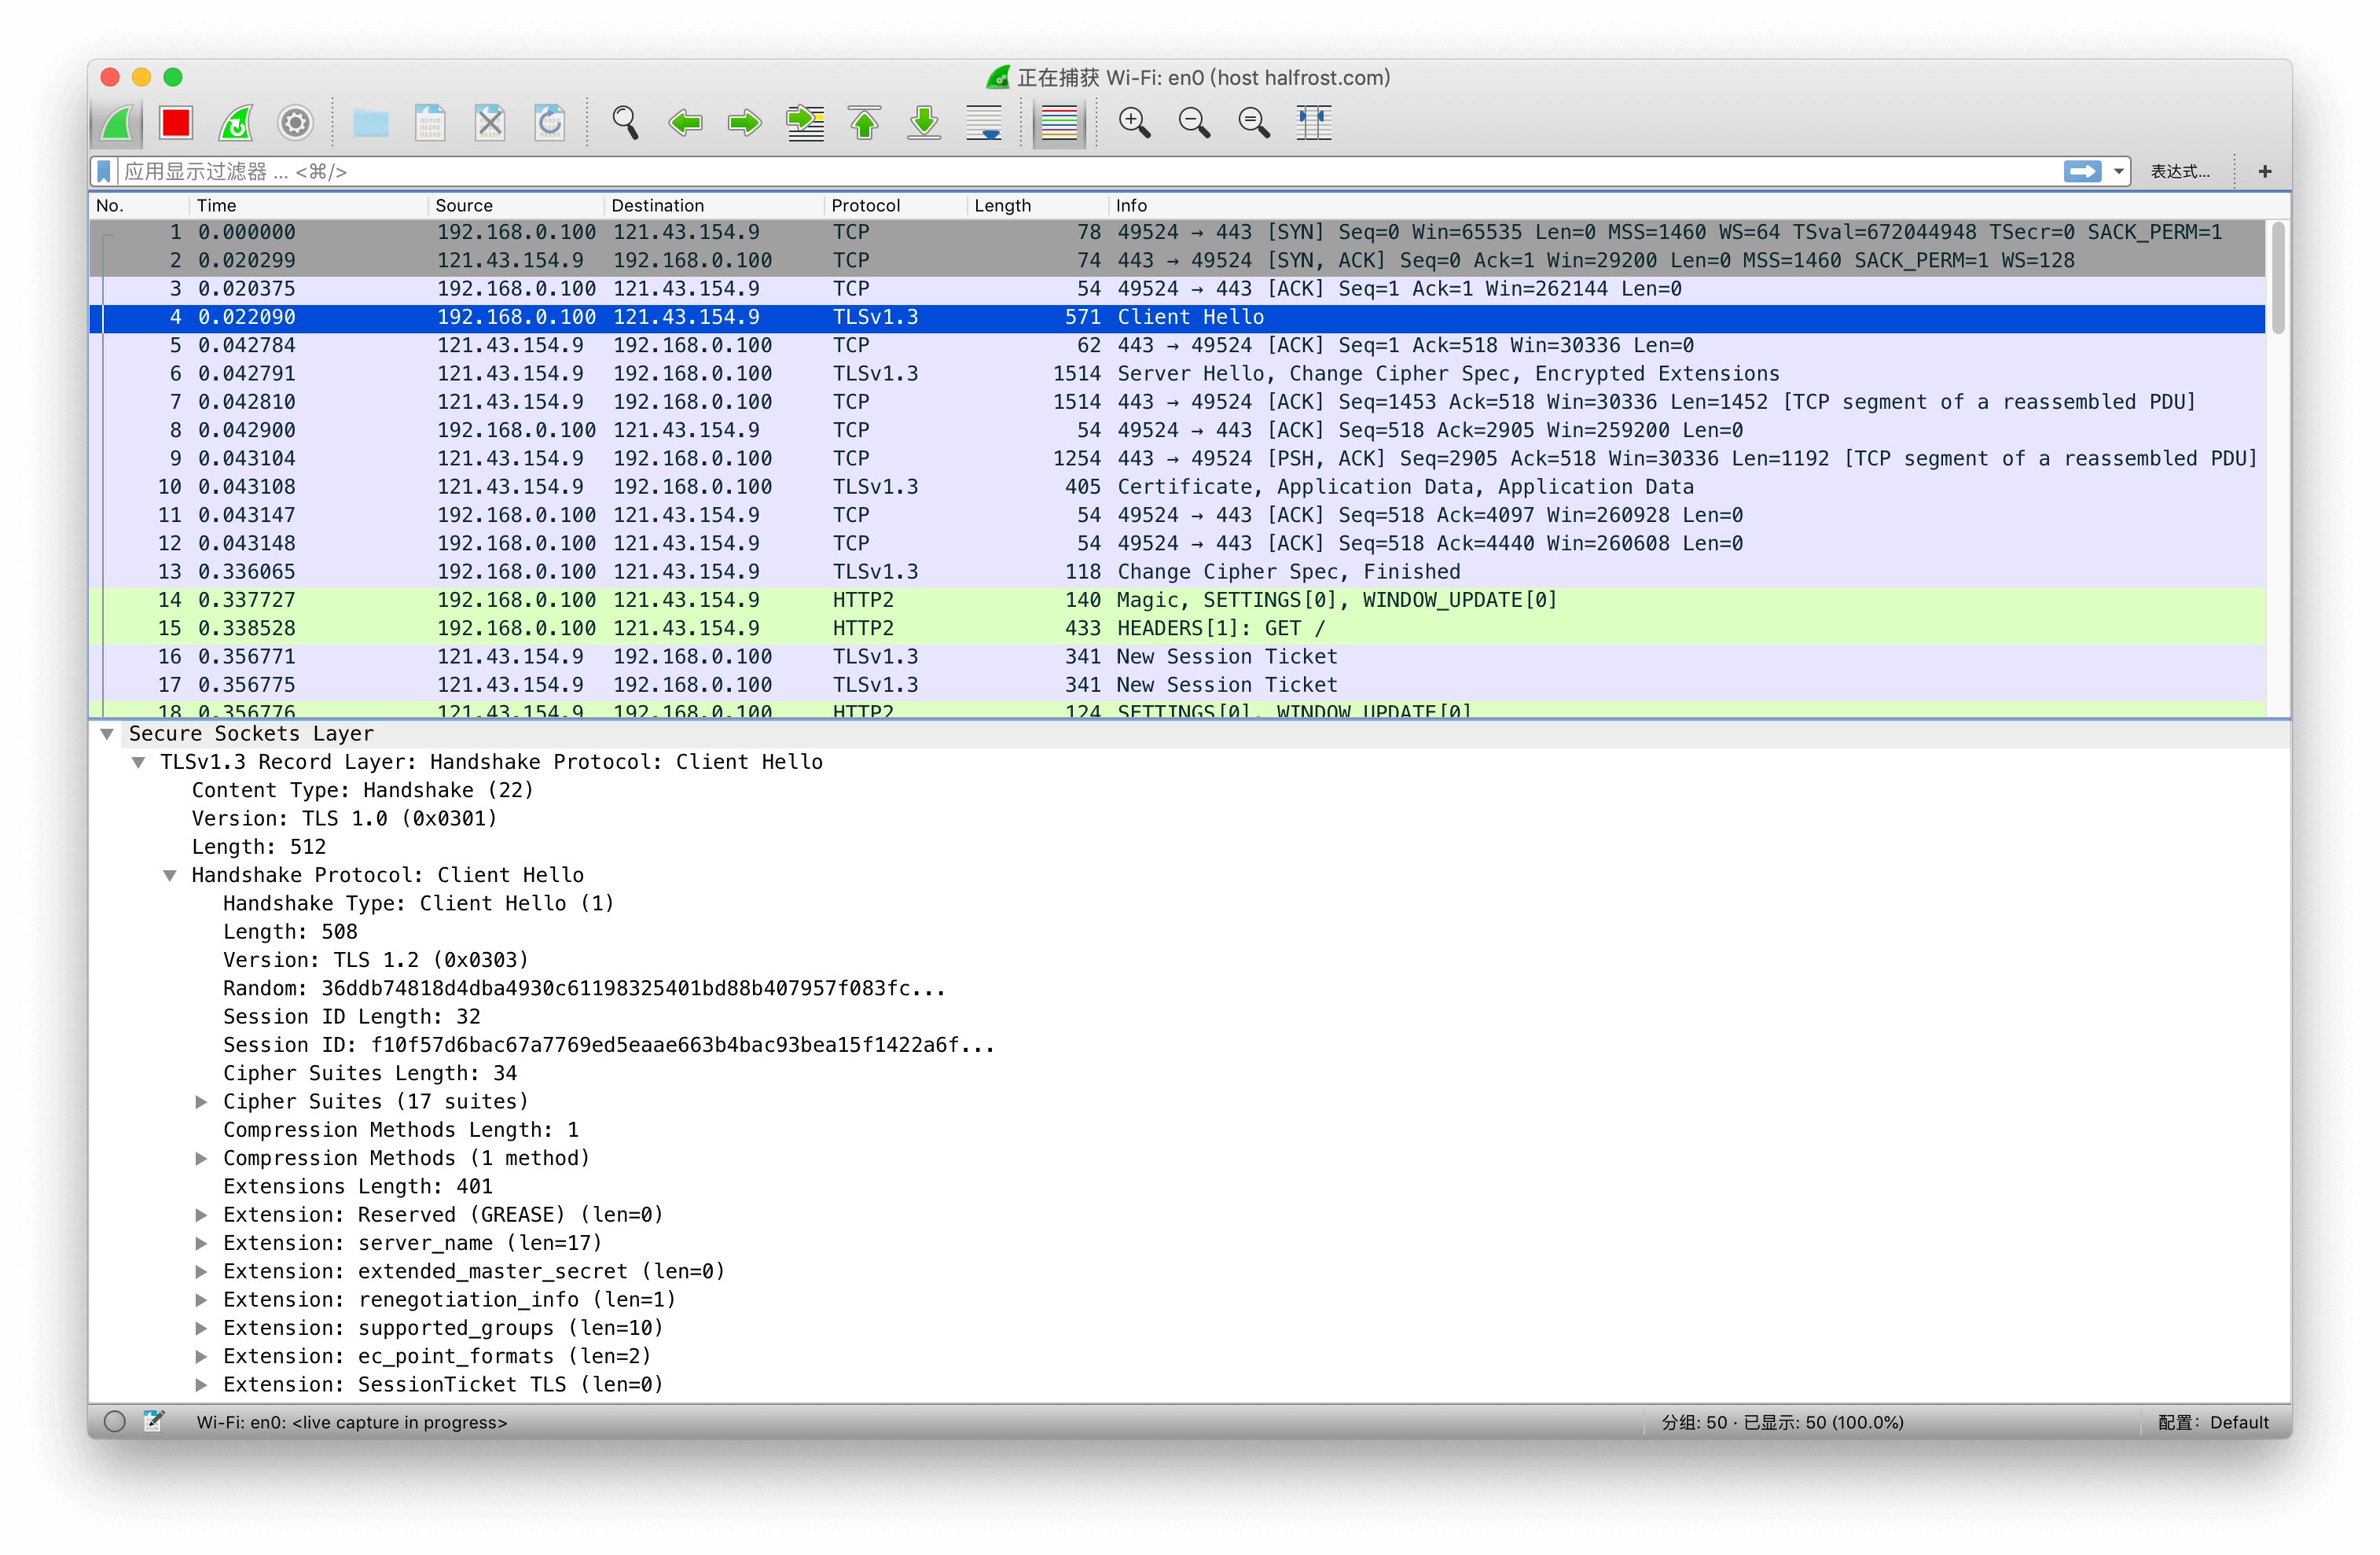 正在捕获 Wi-Fi: en0 (host halfrost.com)
应用显示过滤器 ... <⌘/>
表达式...
+
No. Time Source Destination Protocol Length Info
1 0.000000 192.168.0.100 121.43.154.9 TCP 78 49524 → 443 [SYN] Seq=0 Win=65535 Len=0 MSS=1460 WS=64 TSval=672044948 TSecr=0 SACK_PERM=1
2 0.020299 121.43.154.9 192.168.0.100 TCP 74 443 → 49524 [SYN, ACK] Seq=0 Ack=1 Win=29200 Len=0 MSS=1460 SACK_PERM=1 WS=128
3 0.020375 192.168.0.100 121.43.154.9 TCP 54 49524 → 443 [ACK] Seq=1 Ack=1 Win=262144 Len=0
4 0.022090 192.168.0.100 121.43.154.9 TLSv1.3 571 Client Hello
5 0.042784 121.43.154.9 192.168.0.100 TCP 62 443 → 49524 [ACK] Seq=1 Ack=518 Win=30336 Len=0
6 0.042791 121.43.154.9 192.168.0.100 TLSv1.3 1514 Server Hello, Change Cipher Spec, Encrypted Extensions
7 0.042810 121.43.154.9 192.168.0.100 TCP 1514 443 → 49524 [ACK] Seq=1453 Ack=518 Win=30336 Len=1452 [TCP segment of a reassembled PDU]
8 0.042900 192.168.0.100 121.43.154.9 TCP 54 49524 → 443 [ACK] Seq=518 Ack=2905 Win=259200 Len=0
9 0.043104 121.43.154.9 192.168.0.100 TCP 1254 443 → 49524 [PSH, ACK] Seq=2905 Ack=518 Win=30336 Len=1192 [TCP segment of a reassembled PDU]
10 0.043108 121.43.154.9 192.168.0.100 TLSv1.3 405 Certificate, Application Data, Application Data
11 0.043147 192.168.0.100 121.43.154.9 TCP 54 49524 → 443 [ACK] Seq=518 Ack=4097 Win=260928 Len=0
12 0.043148 192.168.0.100 121.43.154.9 TCP 54 49524 → 443 [ACK] Seq=518 Ack=4440 Win=260608 Len=0
13 0.336065 192.168.0.100 121.43.154.9 TLSv1.3 118 Change Cipher Spec, Finished
14 0.337727 192.168.0.100 121.43.154.9 HTTP2 140 Magic, SETTINGS[0], WINDOW_UPDATE[0]
15 0.338528 192.168.0.100 121.43.154.9 HTTP2 433 HEADERS[1]: GET /
16 0.356771 121.43.154.9 192.168.0.100 TLSv1.3 341 New Session Ticket
17 0.356775 121.43.154.9 192.168.0.100 TLSv1.3 341 New Session Ticket
18 0.356776 121.43.154.9 192.168.0.100 HTTP2 124 SETTINGS[0], WINDOW_UPDATE[0]
Secure Sockets Layer
TLSv1.3 Record Layer: Handshake Protocol: Client Hello
Content Type: Handshake (22)
Version: TLS 1.0 (0x0301)
Length: 512
Handshake Protocol: Client Hello
Handshake Type: Client Hello (1)
Length: 508
Version: TLS 1.2 (0x0303)
Random: 36ddb74818d4dba4930c61198325401bd88b407957f083fc...
Session ID Length: 32
Session ID: f10f57d6bac67a7769ed5eaae663b4bac93bea15f1422a6f...
Cipher Suites Length: 34
Cipher Suites (17 suites)
Compression Methods Length: 1
Compression Methods (1 method)
Extensions Length: 401
Extension: Reserved (GREASE) (len=0)
Extension: server_name (len=17)
Extension: extended_master_secret (len=0)
Extension: renegotiation_info (len=1)
Extension: supported_groups (len=10)
Extension: ec_point_formats (len=2)
Extension: SessionTicket TLS (len=0)
Wi-Fi: en0: <live capture in progress>
分组: 50 · 已显示: 50 (100.0%)
配置: Default